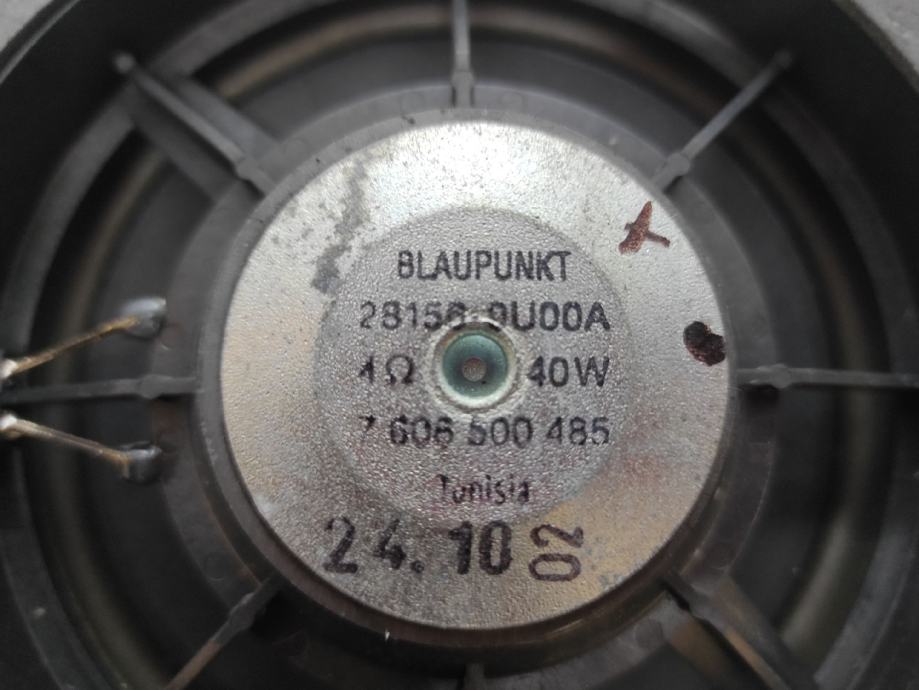 BLAUPUNKT
28156 9U00A
4Ω 40W
7 606 500 485
Tunisia
24.10 02